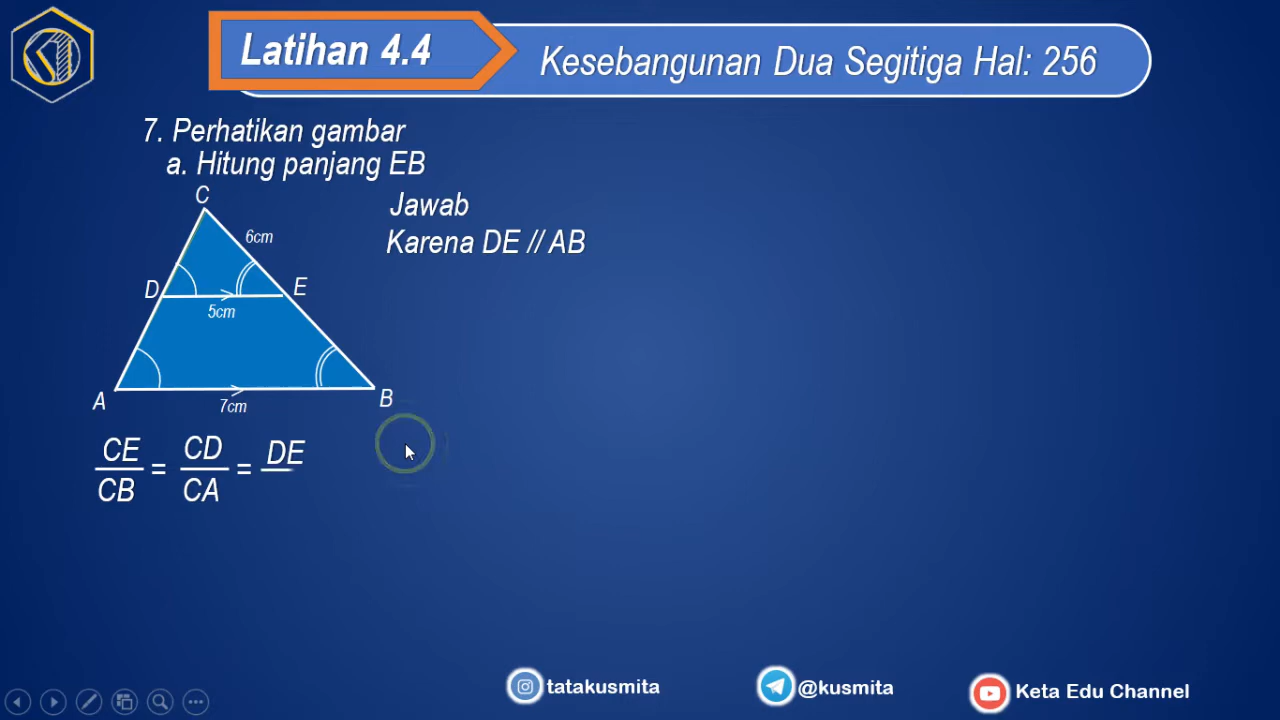 Latihan 4.4
Kesebangunan Dua Segitiga Hal: 256
7. Perhatikan gambar
a. Hitung panjang EB
C
6cm
D
E
5cm
A
B
7cm
Jawab
Karena DE // AB
CE/CB = CD/CA = DE/
tatakusmita
@kusmita
Keta Edu Channel